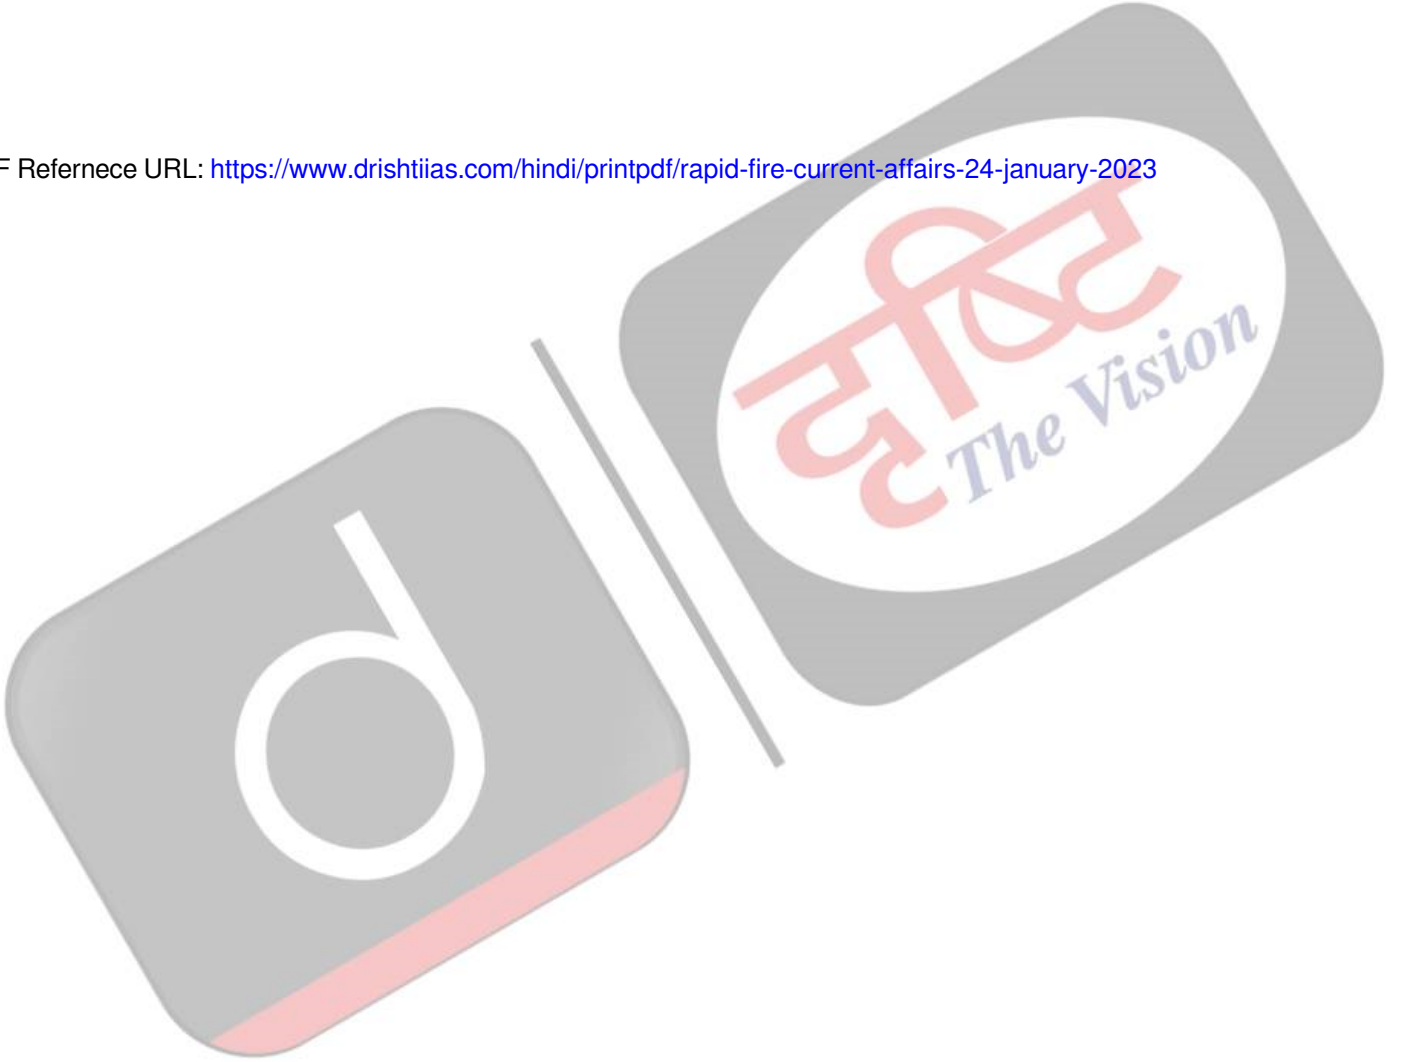 F Refernece URL: https://www.drishtiias.com/hindi/printpdf/rapid-fire-current-affairs-24-january-2023
दृष्टि
The Vision
d